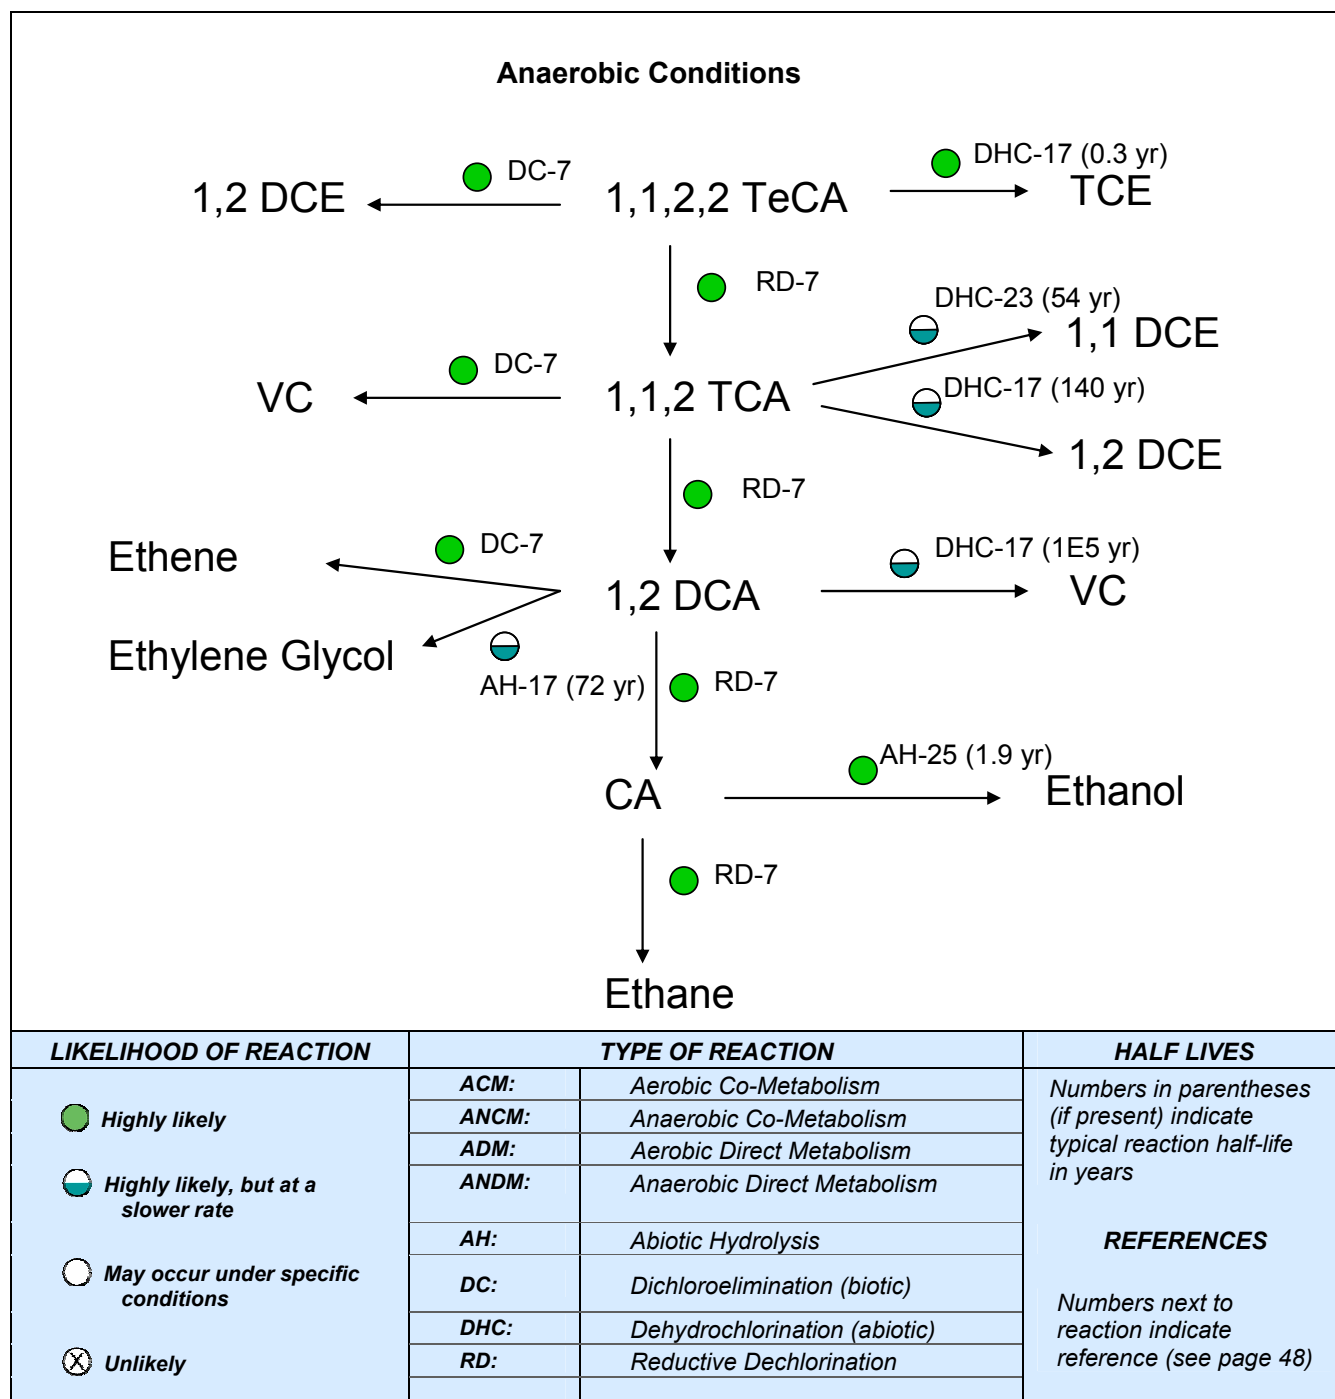 Anaerobic Conditions
DC-7
DHC-17 (0.3 yr)
1,2 DCE
1,1,2,2 TeCA
TCE
RD-7
DHC-23 (54 yr)
1,1 DCE
DC-7
DHC-17 (140 yr)
VC
1,1,2 TCA
1,2 DCE
RD-7
DC-7
DHC-17 (1E5 yr)
Ethene
1,2 DCA
VC
Ethylene Glycol
AH-17 (72 yr)
RD-7
AH-25 (1.9 yr)
CA
Ethanol
RD-7
Ethane
LIKELIHOOD OF REACTION
Highly likely
Highly likely, but at a
slower rate
May occur under specific
conditions
X
Unlikely
TYPE OF REACTION
ACM: Aerobic Co-Metabolism
ANCM: Anaerobic Co-Metabolism
ADM: Aerobic Direct Metabolism
ANDM: Anaerobic Direct Metabolism
AH: Abiotic Hydrolysis
DC: Dichloroelimination (biotic)
DHC: Dehydrochlorination (abiotic)
RD: Reductive Dechlorination
HALF LIVES
Numbers in parentheses
(if present) indicate
typical reaction half-life
in years
REFERENCES
Numbers next to
reaction indicate
reference (see page 48)